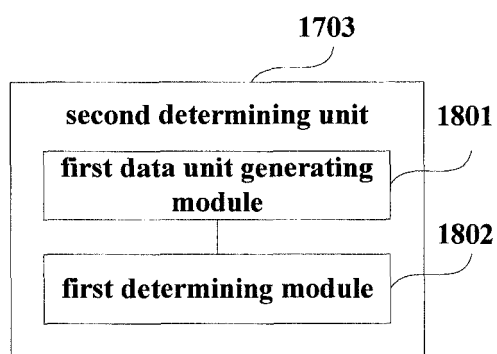 1703
second determining unit
1801
first data unit generating
module
1802
first determining module